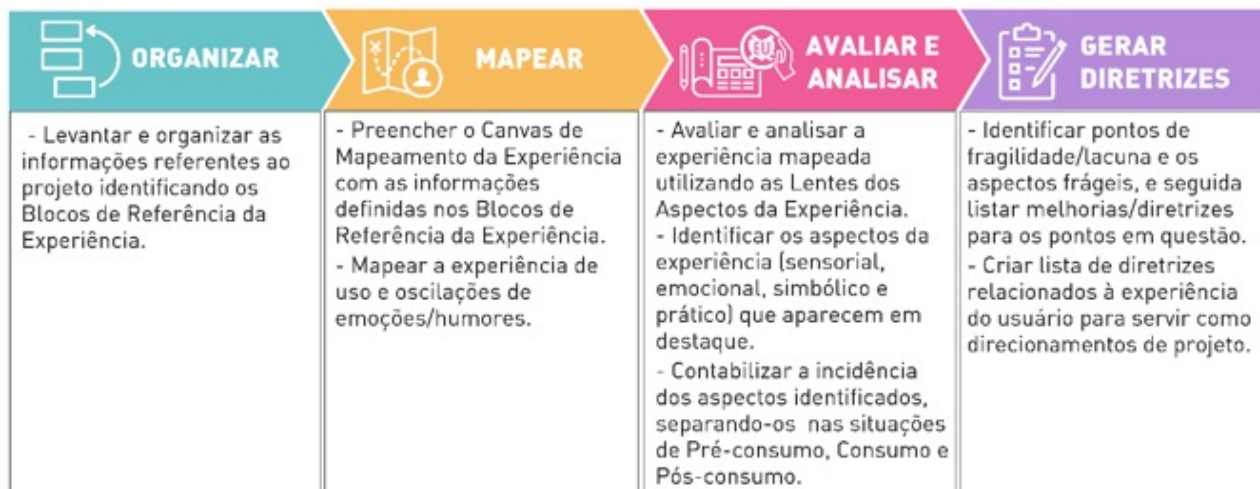 ORGANIZAR
- Levantar e organizar as
informações referentes ao
projeto identificando os
Blocos de Referência da
Experiência.
MAPEAR
- Preencher o Canvas de
Mapeamento da Experiência
com as informações
definidas nos Blocos de
Referência da Experiência.
- Mapear a experiência de
uso e oscilações de
emoções/humores.
EU
AVALIAR E
ANALISAR
- Avaliar e analisar a
experiência mapeada
utilizando as Lentes dos
Aspectos da Experiência.
- Identificar os aspectos da
experiência (sensorial,
emocional, simbólico e
prático) que aparecem em
destaque.
- Contabilizar a incidência
dos aspectos identificados,
separando-os nas situações
de Pré-consumo, Consumo e
Pós-consumo.
GERAR
DIRETRIZES
- Identificar pontos de
fragilidade/lacuna e os
aspectos frágeis, e seguida
listar melhorias/diretrizes
para os pontos em questão.
- Criar lista de diretrizes
relacionados à experiência
do usuário para servir como
direcionamentos de projeto.